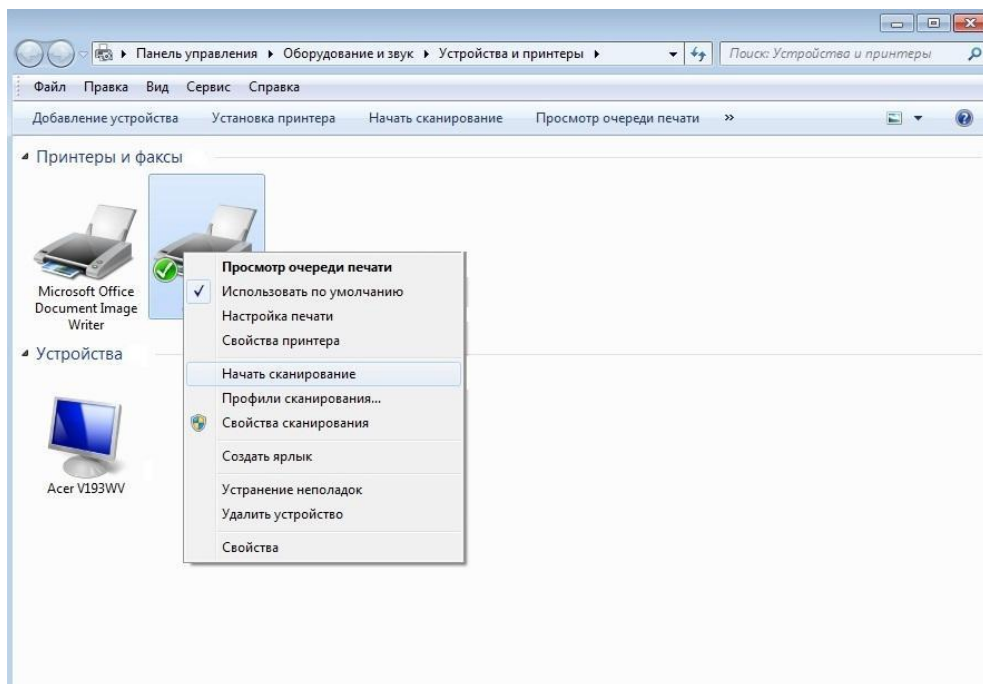 Панель управления Оборудование и звук Устройства и принтеры
Поиск: Устройства и принтеры
Файл Правка Вид Сервис Справка
Добавление устройства Установка принтера Начать сканирование Просмотр очереди печати »
Принтеры и факсы
Microsoft Office
Document Image
Writer
Просмотр очереди печати
Использовать по умолчанию
Настройка печати
Свойства принтера
Начать сканирование
Профили сканирования...
Свойства сканирования
Создать ярлык
Устранение неполадок
Удалить устройство
Свойства
Устройства
Acer V193WV